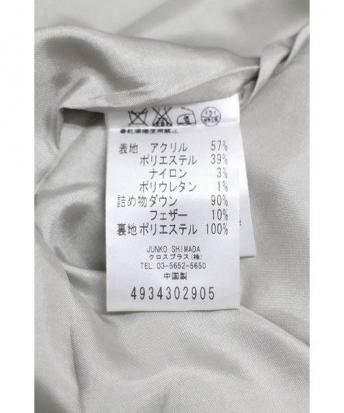 表地 アクリル 57%
ポリエステル 39%
ナイロン 3%
ポリウレタン 1%
詰め物ダウン 90%
フェザー 10%
裏地 ポリエステル 100%
JUNKO SHIMADA
クロスプラス(株)
TEL 03-5652-5650
中国製
4934302905